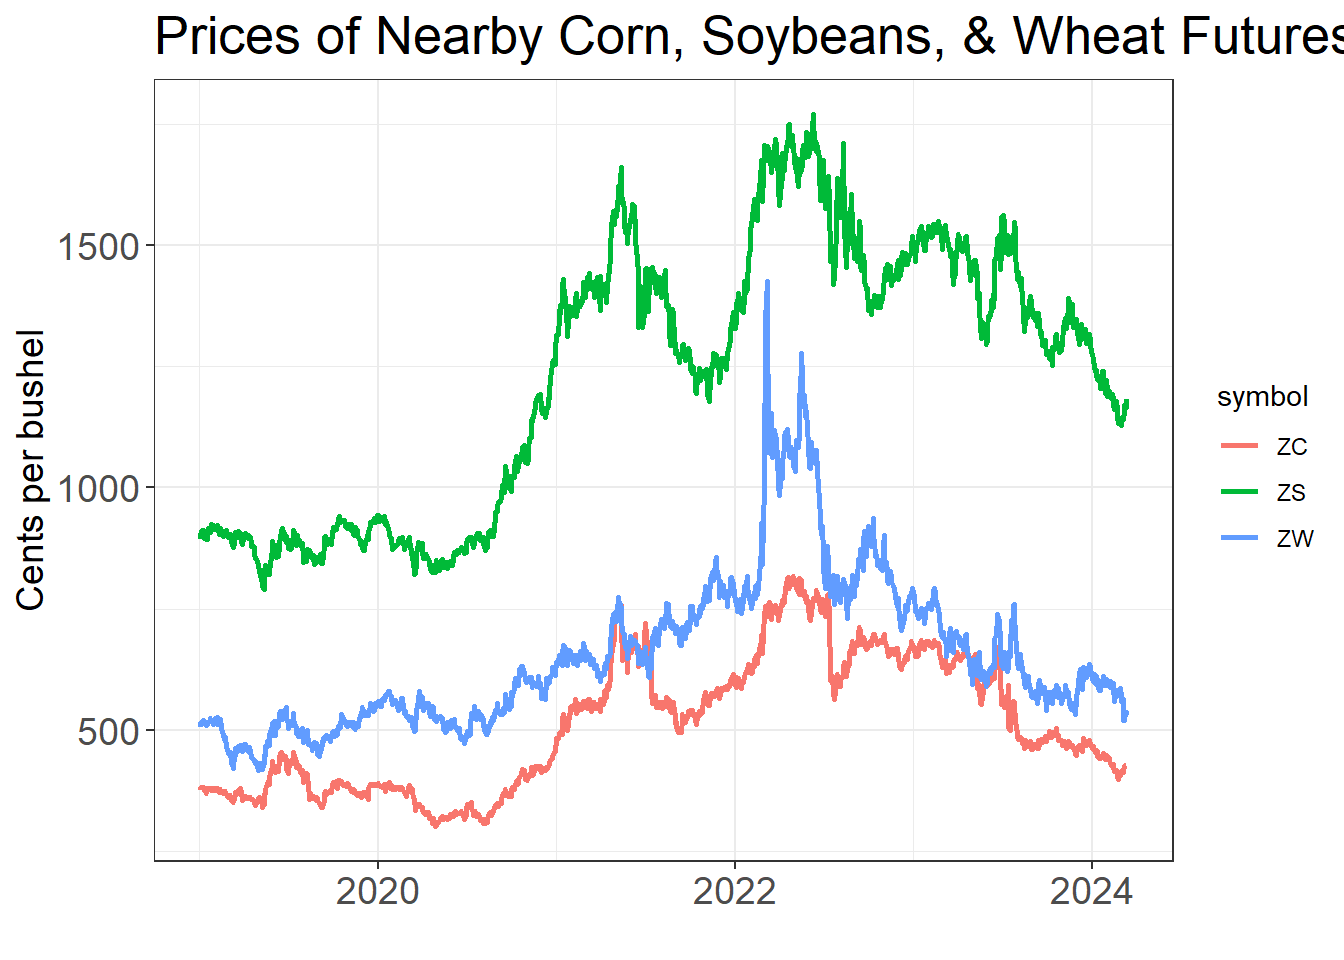 Prices of Nearby Corn, Soybeans, & Wheat Futures
1500
1000
500
Cents per bushel
2020
2022
2024
symbol
ZC
ZS
ZW